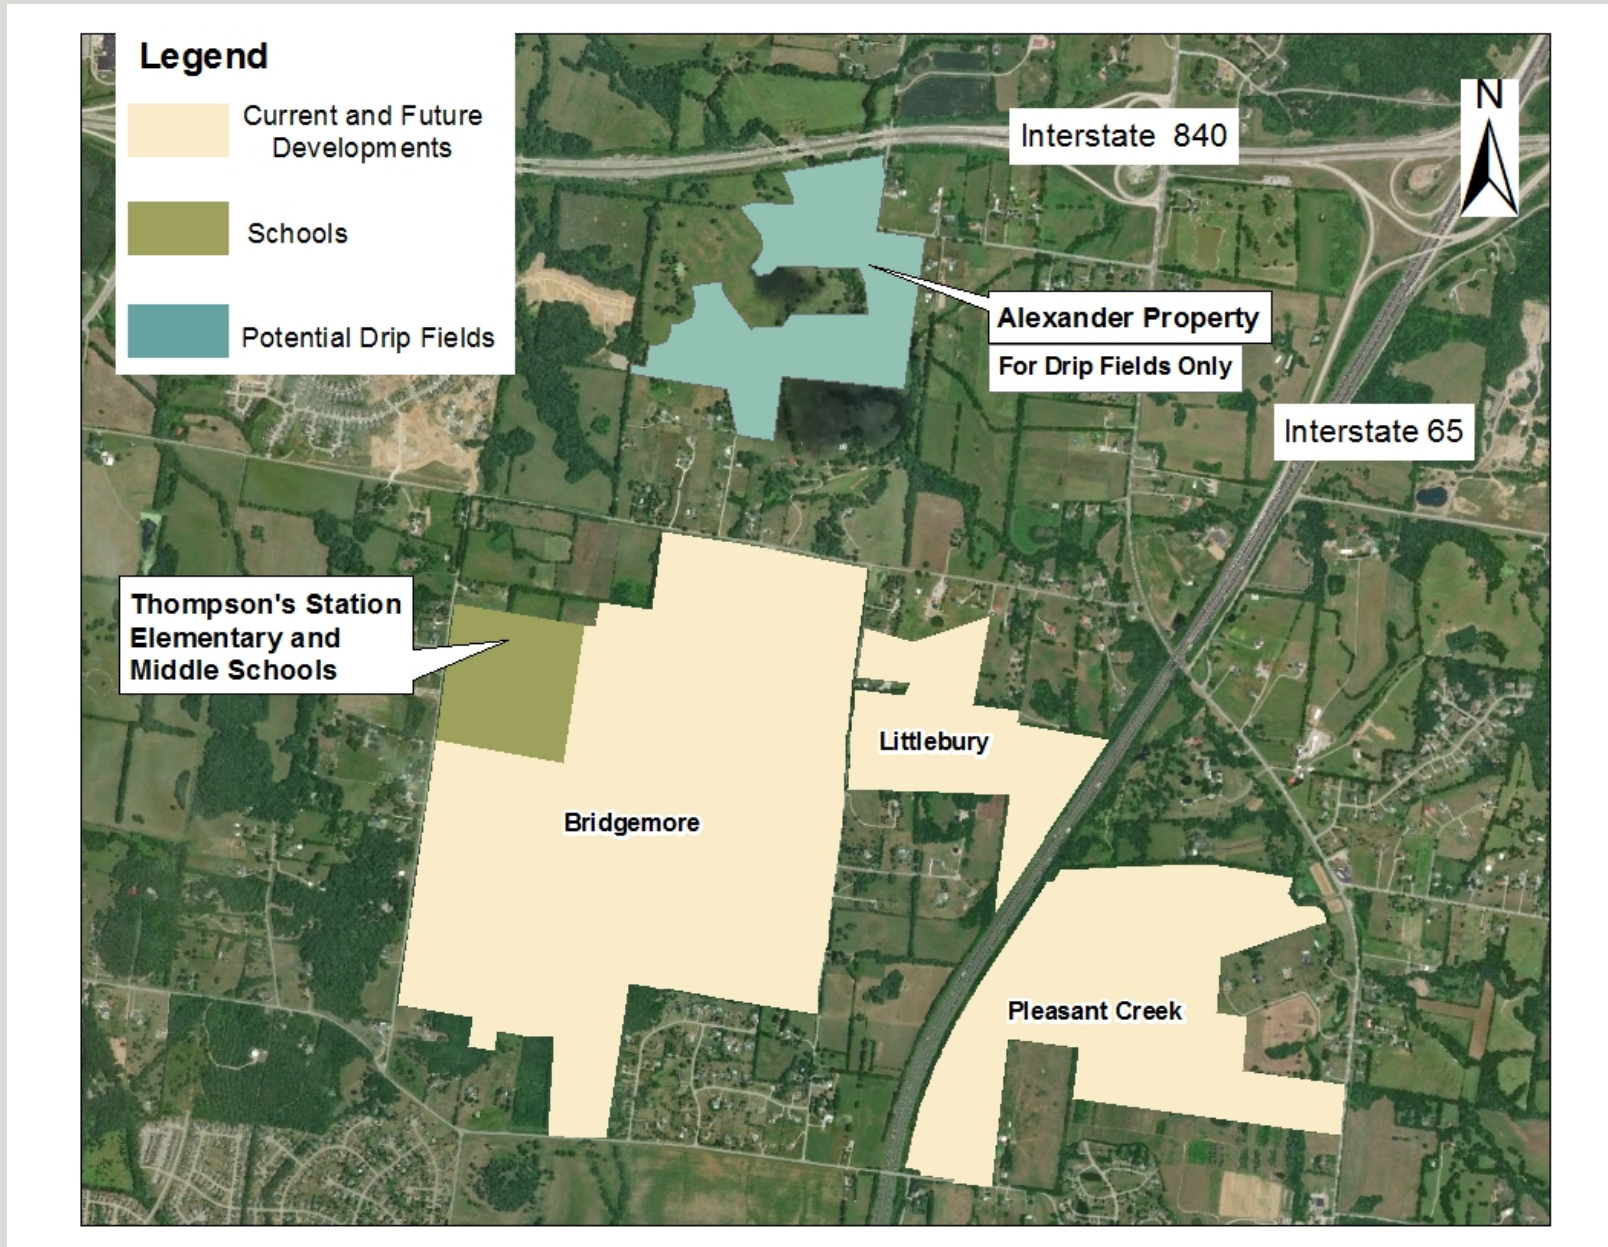 Legend
Current and Future
Developments
Schools
Potential Drip Fields
N
Interstate 840
Alexander Property
For Drip Fields Only
Interstate 65
Thompson's Station
Elementary and
Middle Schools
Littlebury
Bridgemore
Pleasant Creek